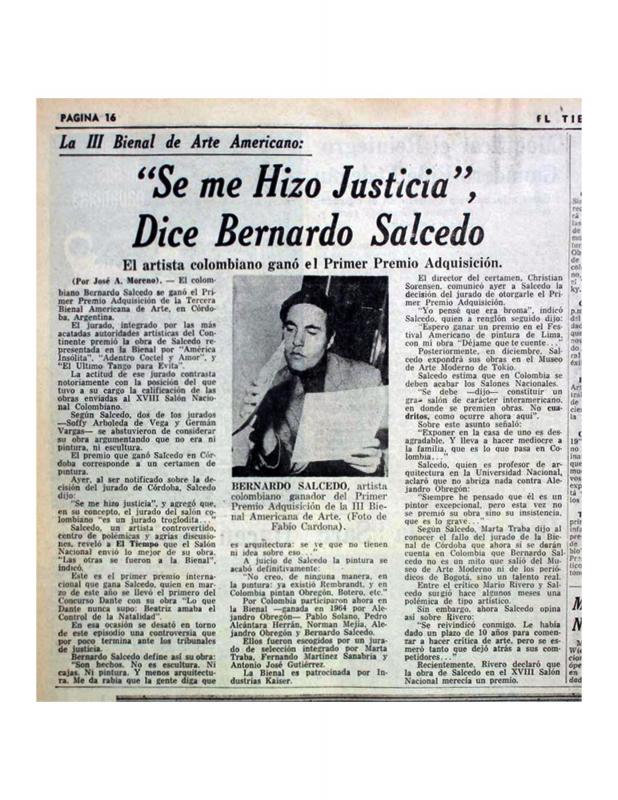 PAGINA 16
EL TIE
La III Bienal de Arte Americano:
"Se me Hizo Justicia",
Dice Bernardo Salcedo
El artista colombiano ganó el Primer Premio Adquisición.
(Por José A. Moreno). — El colom-
biano Bernardo Salcedo se ganó el Pri-
mer Premio Adquisición de la Tercera
Bienal Americana de Arte, en Córdo-
ba, Argentina.
El jurado, integrado por las más
acatadas autoridades artísticas del Con-
tinente premió la obra de Salcedo re-
presentada en la Bienal por "América
Insólita", "Adentro Coctel y Amor", y
"El Ultimo Tango para Evita".
La actitud de ese jurado contrasta
notoriamente con la posición del que
tuvo a su cargo la calificación de las
obras enviadas al XVIII Salón Nacio-
nal Colombiano.
Según Salcedo, dos de los jurados
—Soffy Arboleda de Vega y Germán
Vargas— se abstuvieron de considerar
su obra argumentando que no era ni
pintura, ni escultura.
El premio que ganó Salcedo en Cór-
doba corresponde a un certamen de
pintura.
Ayer, al ser notificado sobre la de-
cisión del jurado de Córdoba, Salcedo
dijo:
"Se me hizo justicia", y agregó que,
en su concepto, el jurado del salón co-
lombiano "es un jurado troglodita..."
Salcedo, un artista controvertido,
centro de polémicas y agrias discusio-
nes, reveló a El Tiempo que el Salón
Nacional envió lo mejor de su obra.
"Las otras se fueron a la Bienal",
indicó.
Este es el primer premio internacio-
nal que gana Salcedo, quien en mar-
zo de este año se llevó el primero del
Concurso Dante con su obra "Lo que
Dante nunca supo: Beatriz amaba el
Control de la Natalidad".
En esa ocasión se desató en torno
de este episodio una controversia que
por poco termina ante los tribunales
de justicia.
Bernardo Salcedo define así su obra:
"Son hechos. No es escultura. Ni
cajas. Ni pintura. Y menos arquitectu-
ra. Me da rabia que la gente diga que
BERNARDO SALCEDO, artista
colombiano ganador del Primer
Premio Adquisición de la III Bie-
nal Americana de Arte. (Foto de
Fabio Cardona).
es arquitectura: se ve que no tienen
ni idea sobre eso..."
A juicio de Salcedo la pintura se
acabó definitivamente:
"No creo, de ninguna manera, en
la pintura: ya existió Rembrandt, y en
Colombia pintan Obregón, Botero, etc."
Por Colombia participaron ahora en
la Bienal —ganada en 1964 por Ale-
jandro Obregón— Pablo Solano, Pedro
Alcántara Herrán, Norman Mejía, Ale-
jandro Obregón y Bernardo Salcedo.
Ellos fueron escogidos por un jura-
do de selección integrado por Marta
Traba, Fernando Martínez Sanabria y
Antonio José Gutiérrez.
La Bienal es patrocinada por In-
dustrias Kaiser.
El director del certamen, Christian
Sorensen, comunicó ayer a Salcedo la
decisión del jurado de otorgarle el Pri-
mer Premio Adquisición.
"Yo pensé que era broma", indicó
Salcedo, quien a renglón seguido dijo:
"Espero ganar un premio en el Fes-
tival Americano de pintura de Lima,
con mi obra "Déjame que te cuente..."
Posteriormente, en diciembre, Sal-
cedo expondrá sus obras en el Museo
de Arte Moderno de Tokio.
Salcedo estima que en Colombia se
deben acabar los Salones Nacionales.
"Se debe —dijo— constituir un
gran salón de carácter interamericano,
en donde se premien obras. No cua-
dritos, como ocurre ahora aquí".
Sobre este asunto señaló:
"Exponer en la casa de uno es des-
agradable. Y lleva a hacer mediocre a
la familia, que es lo que pasa en Co-
lombia..."
Salcedo, quien es profesor de ar-
quitectura en la Universidad Nacional,
aclaró que no abriga nada contra Ale-
jandro Obregón:
"Siempre he pensado que él es un
pintor excepcional, pero esta vez no
se premió su obra sino su insistencia,
que es lo grave..."
Según Salcedo, Marta Traba dijo al
conocer el fallo del jurado de la Bie-
nal de Córdoba que ahora sí se darán
cuenta en Colombia que Bernardo Sal-
cedo no es un mito que salió del Mu-
seo de Arte Moderno ni de los perió-
dicos de Bogotá, sino un talento real.
Entre el crítico Mario Rivero y Sal-
cedo surgió hace algunos meses una
polémica de tipo artístico.
Sin embargo, ahora Salcedo opina
así sobre Rivero:
"Se reivindicó conmigo. Le había
dado un plazo de 10 años para comen-
zar a hacer crítica de arte, pero se es-
meró tanto que dejó atrás a sus com-
petidores..."
Recientemente, Rivero declaró que
la obra de Salcedo en el XVIII Salón
Nacional merecía un premio.